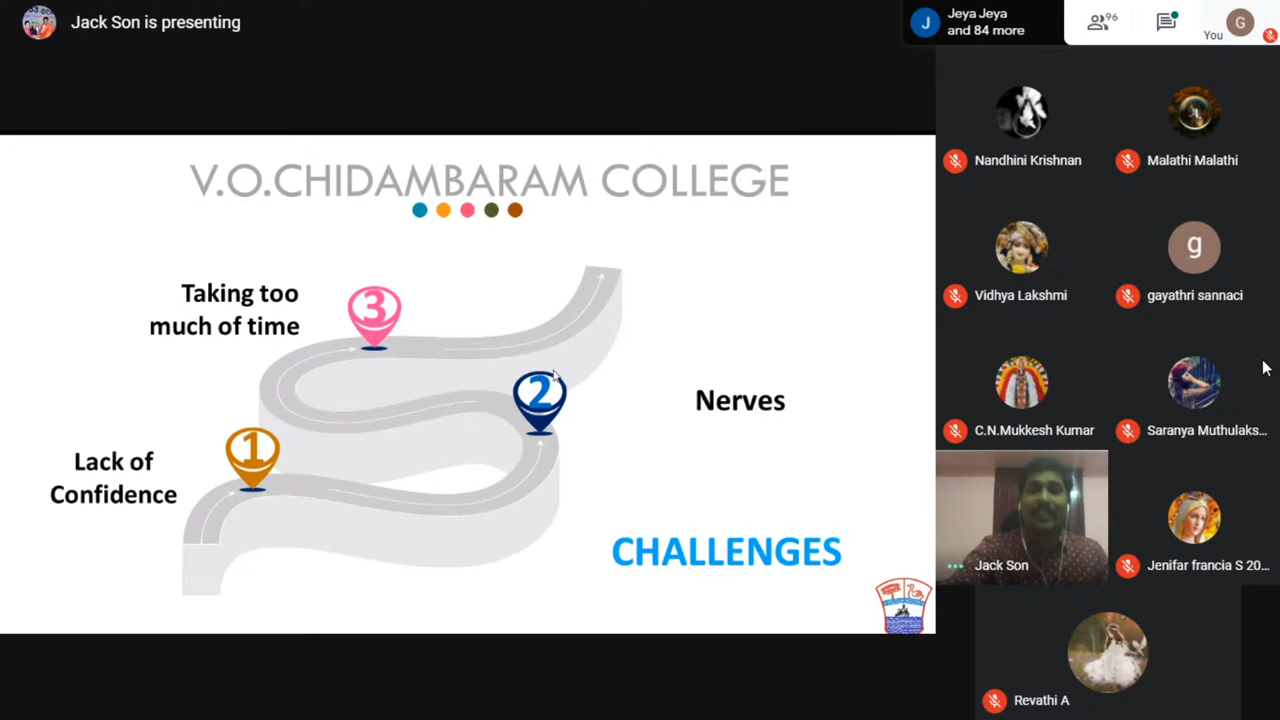 Jack Son is presenting
J
Jeya Jeya
and 84 more
96
You
G
V.O.CHIDAMBARAM COLLEGE
Taking too
much of time
3
2
Nerves
1
Lack of
Confidence
CHALLENGES
Nandhini Krishnan
Malathi Malathi
Vidhya Lakshmi
g
gayathri sannaci
C.N.Mukkesh Kumar
Saranya Muthulaks...
Jack Son
Jenifar francia S 20...
Revathi A